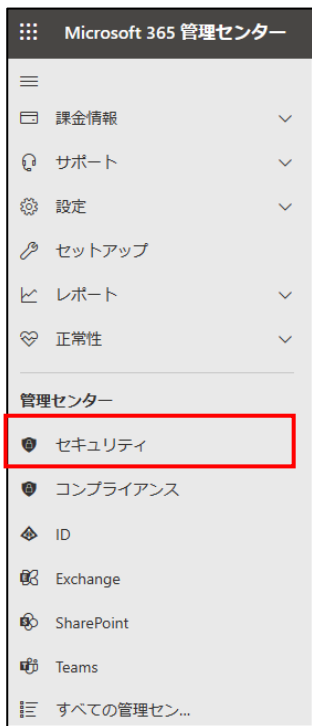 Microsoft 365 管理センター
課金情報
サポート
設定
セットアップ
レポート
正常性
管理センター
セキュリティ
コンプライアンス
ID
Exchange
SharePoint
Teams
すべての管理セン...